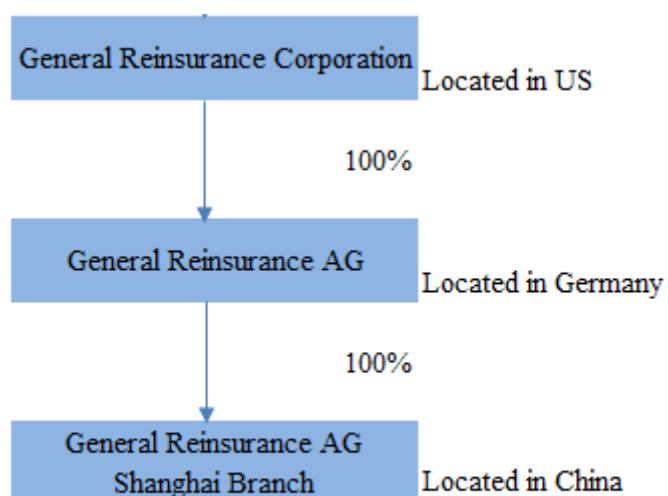 General Reinsurance Corporation
Located in US
100%
General Reinsurance AG
Located in Germany
100%
General Reinsurance AG
Shanghai Branch
Located in China